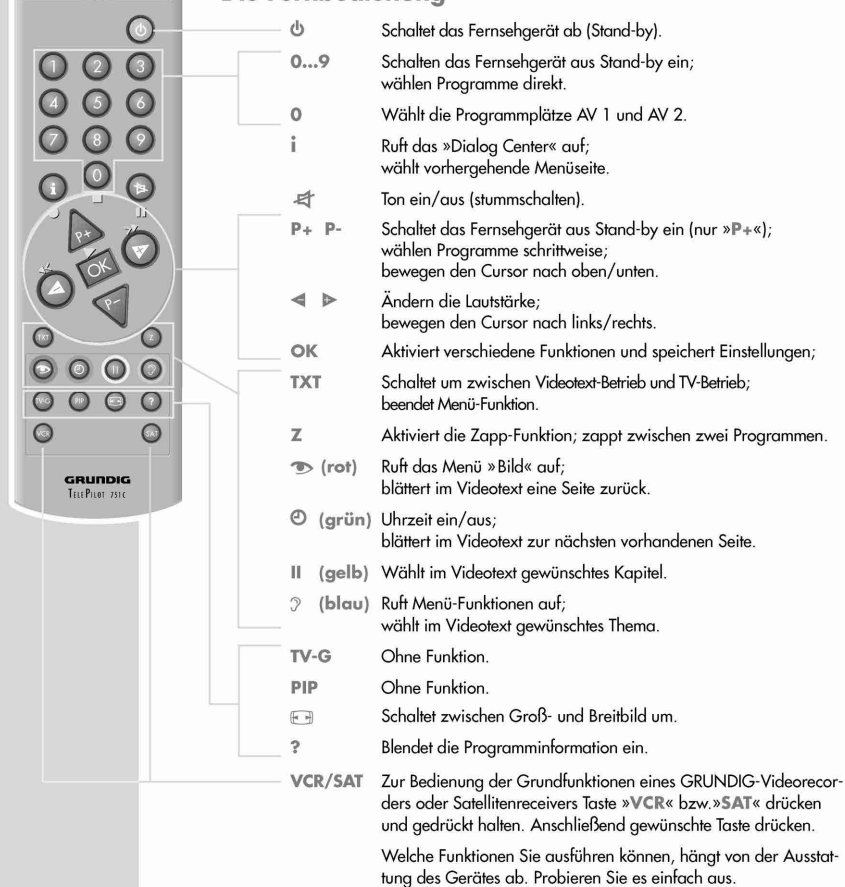 1 2 3
4 5 6
7 8 9
0
i
P+
OK
P-
TXT Z
II
TV-G PIP ?
VCR SAT
GRUNDIG
TELEPILOT 751 C
Schaltet das Fernsehgerät ab (Stand-by).
0...9 Schalten das Fernsehgerät aus Stand-by ein;
wählen Programme direkt.
0 Wählt die Programmplätze AV 1 und AV 2.
i Ruft das »Dialog Center« auf;
wählt vorhergehende Menüseite.
Ton ein/aus (stummschalten).
P+ P- Schaltet das Fernsehgerät aus Stand-by ein (nur »P+«);
wählen Programme schrittweise;
bewegen den Cursor nach oben/unten.
- + Ändern die Lautstärke;
bewegen den Cursor nach links/rechts.
OK Aktiviert verschiedene Funktionen und speichert Einstellungen;
TXT Schaltet um zwischen Videotext-Betrieb und TV-Betrieb;
beendet Menü-Funktion.
Z Aktiviert die Zapp-Funktion; zappt zwischen zwei Programmen.
(rot) Ruft das Menü »Bild« auf;
blättert im Videotext eine Seite zurück.
(grün) Uhrzeit ein/aus;
blättert im Videotext zur nächsten vorhandenen Seite.
II (gelb) Wählt im Videotext gewünschtes Kapitel.
(blau) Ruft Menü-Funktionen auf;
wählt im Videotext gewünschtes Thema.
TV-G Ohne Funktion.
PIP Ohne Funktion.
Schaltet zwischen Groß- und Breitbild um.
? Blendet die Programminformation ein.
VCR/SAT Zur Bedienung der Grundfunktionen eines GRUNDIG-Videorecor-
ders oder Satellitenreceivers Taste »VCR« bzw.»SAT« drücken
und gedrückt halten. Anschließend gewünschte Taste drücken.
Welche Funktionen Sie ausführen können, hängt von der Ausstat-
tung des Gerätes ab. Probieren Sie es einfach aus.